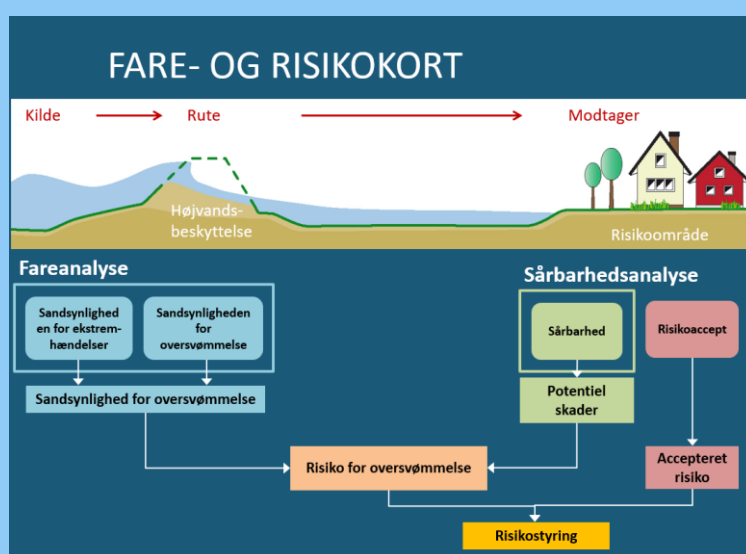 FARE- OG RISIKOKORT
Kilde
Rute
Modtager
Højvands-
beskyttelse
Risikoområde
Fareanalyse
Sårbarhedsanalyse
Sandsynlighed
en for ekstrem-
hændelser
Sandsynligheden
for
oversvømmelse
Sårbarhed
Risikoaccept
Sandsynlighed for oversvømmelse
Potentiel
skader
Risiko for oversvømmelse
Accepteret
risiko
Risikostyring